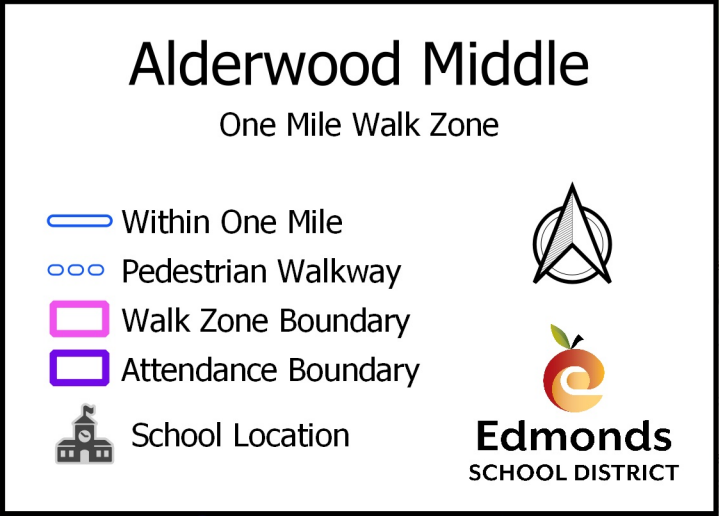 Alderwood Middle
One Mile Walk Zone
Within One Mile
Pedestrian Walkway
Walk Zone Boundary
Attendance Boundary
School Location
Edmonds
SCHOOL DISTRICT